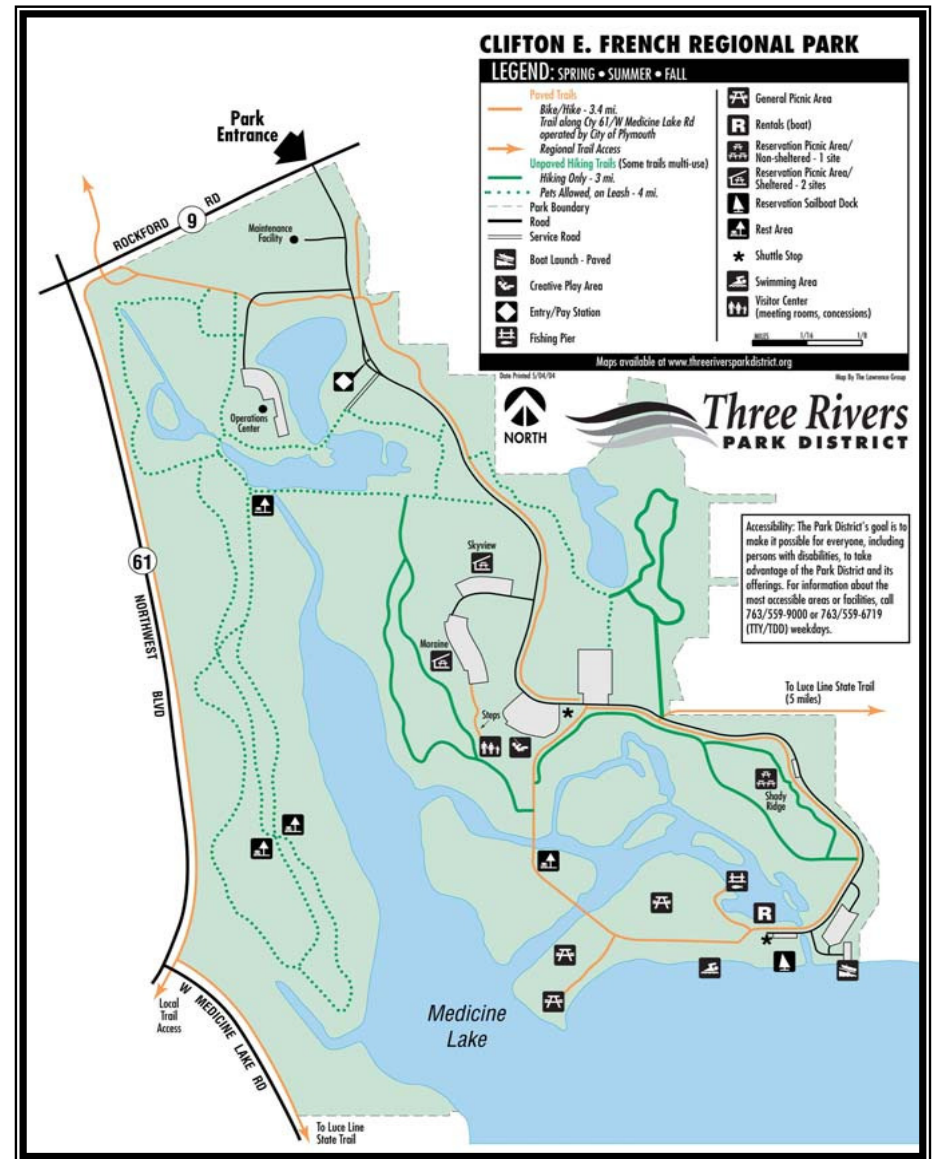 CLIFTON E. FRENCH REGIONAL PARK
LEGEND: SPRING • SUMMER • FALL
Paved Trails
Bike/Hike - 3.4 mi.
Trail along Cty 61/W Medicine Lake Rd
operated by City of Plymouth
Regional Trail Access
Unpaved Hiking Trails (Some trails multi-use)
Hiking Only - 3 mi.
Pets Allowed, on Leash - 4 mi.
Park Boundary
Road
Service Road
Boat Launch - Paved
Creative Play Area
Entry/Pay Station
Fishing Pier
General Picnic Area
R
Rentals (boat)
Reservation Picnic Area/
Non-sheltered - 1 site
Reservation Picnic Area/
Sheltered - 2 sites
Reservation Sailboat Dock
Rest Area
* Shuttle Stop
Swimming Area
Visitor Center
(meeting rooms, concessions)
MILES 1/16 1/8
Maps available at www.threeriversparkdistrict.org
Date Printed 5/04/04
Map By The Lawrence Group
NORTH
Three Rivers
PARK DISTRICT
Park
Entrance
ROCKFORD RD
9
Maintenance
Facility
Operations
Center
61
NORTHWEST BLVD
Skyview
Moraine
Steps
*
Accessibility: The Park District's goal is to
make it possible for everyone, including
persons with disabilities, to take
advantage of the Park District and its
offerings. For information about the
most accessible areas or facilities, call
763/559-9000 or 763/559-6719
(TTY/TDD) weekdays.
To Luce Line State Trail
(5 miles)
Shady
Ridge
R
*
Medicine
Lake
Local
Trail
Access
W MEDICINE LAKE RD
To Luce Line
State Trail